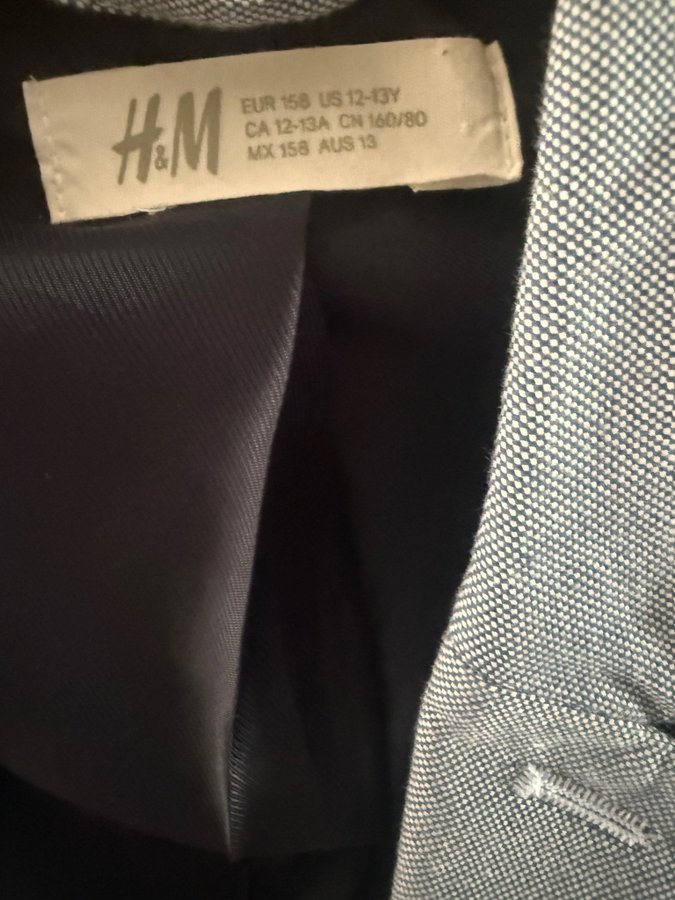 H&M
EUR 158 US 12-13Y
CA 12-13A CN 160/80
MX 158 AUS 13